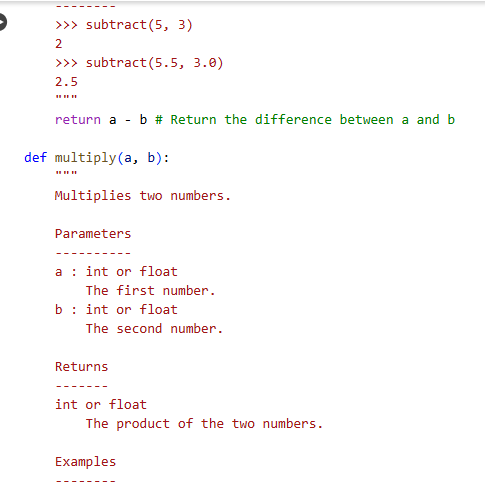 --------
>>> subtract(5, 3)
2
>>> subtract(5.5, 3.0)
2.5
"""
return a - b # Return the difference between a and b
def multiply(a, b):
"""
Multiplies two numbers.
Parameters
----------
a : int or float
The first number.
b : int or float
The second number.
Returns
-------
int or float
The product of the two numbers.
Examples
--------